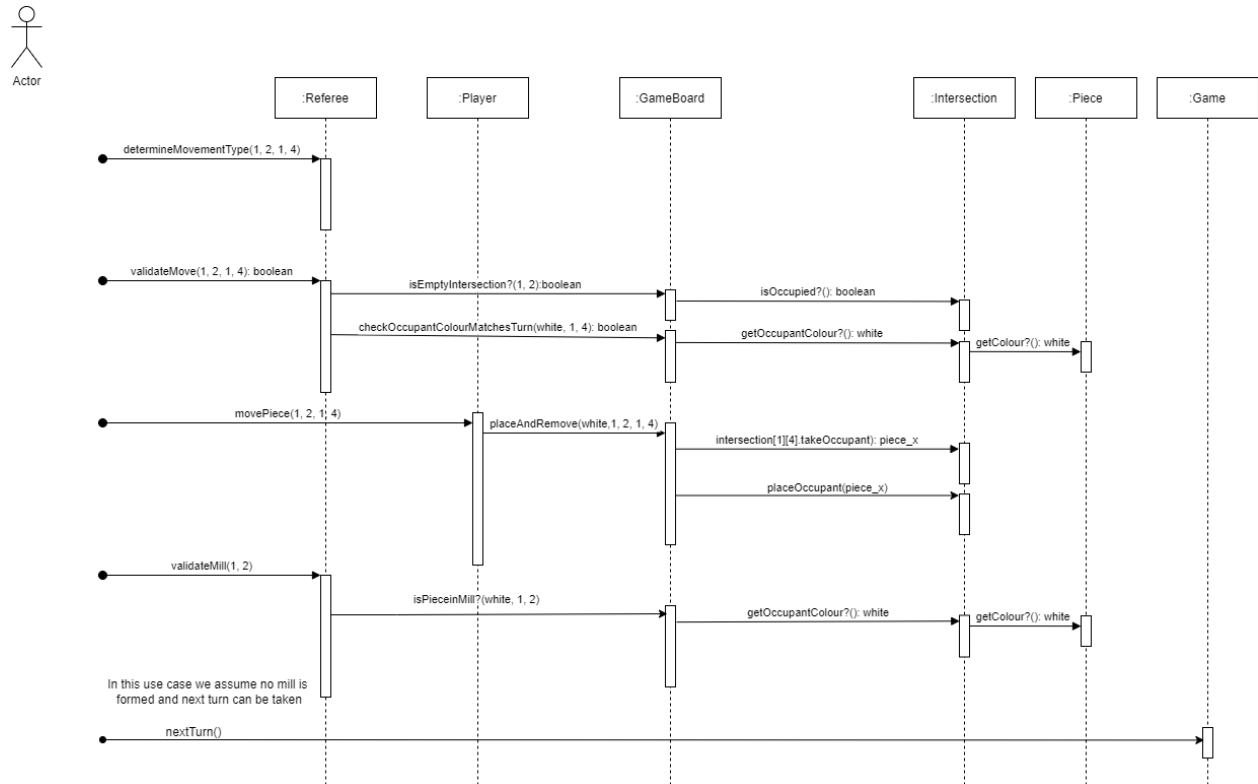 Actor
:Referee
:Player
:GameBoard
:Intersection
:Piece
:Game
determineMovementType(1, 2, 1, 4)
validateMove(1, 2, 1, 4): boolean
isEmptyIntersection?(1, 2):boolean
isOccupied?(): boolean
checkOccupantColourMatchesTurn(white, 1, 4): boolean
getOccupantColour?(): white
getColour?(): white
movePiece(1, 2, 1, 4)
placeAndRemove(white,1, 2, 1, 4)
intersection[1][4].takeOccupant): piece_x
placeOccupant(piece_x)
validateMill(1, 2)
isPieceinMill?(white, 1, 2)
getOccupantColour?(): white
getColour?(): white
In this use case we assume no mill is
formed and next turn can be taken
nextTurn()